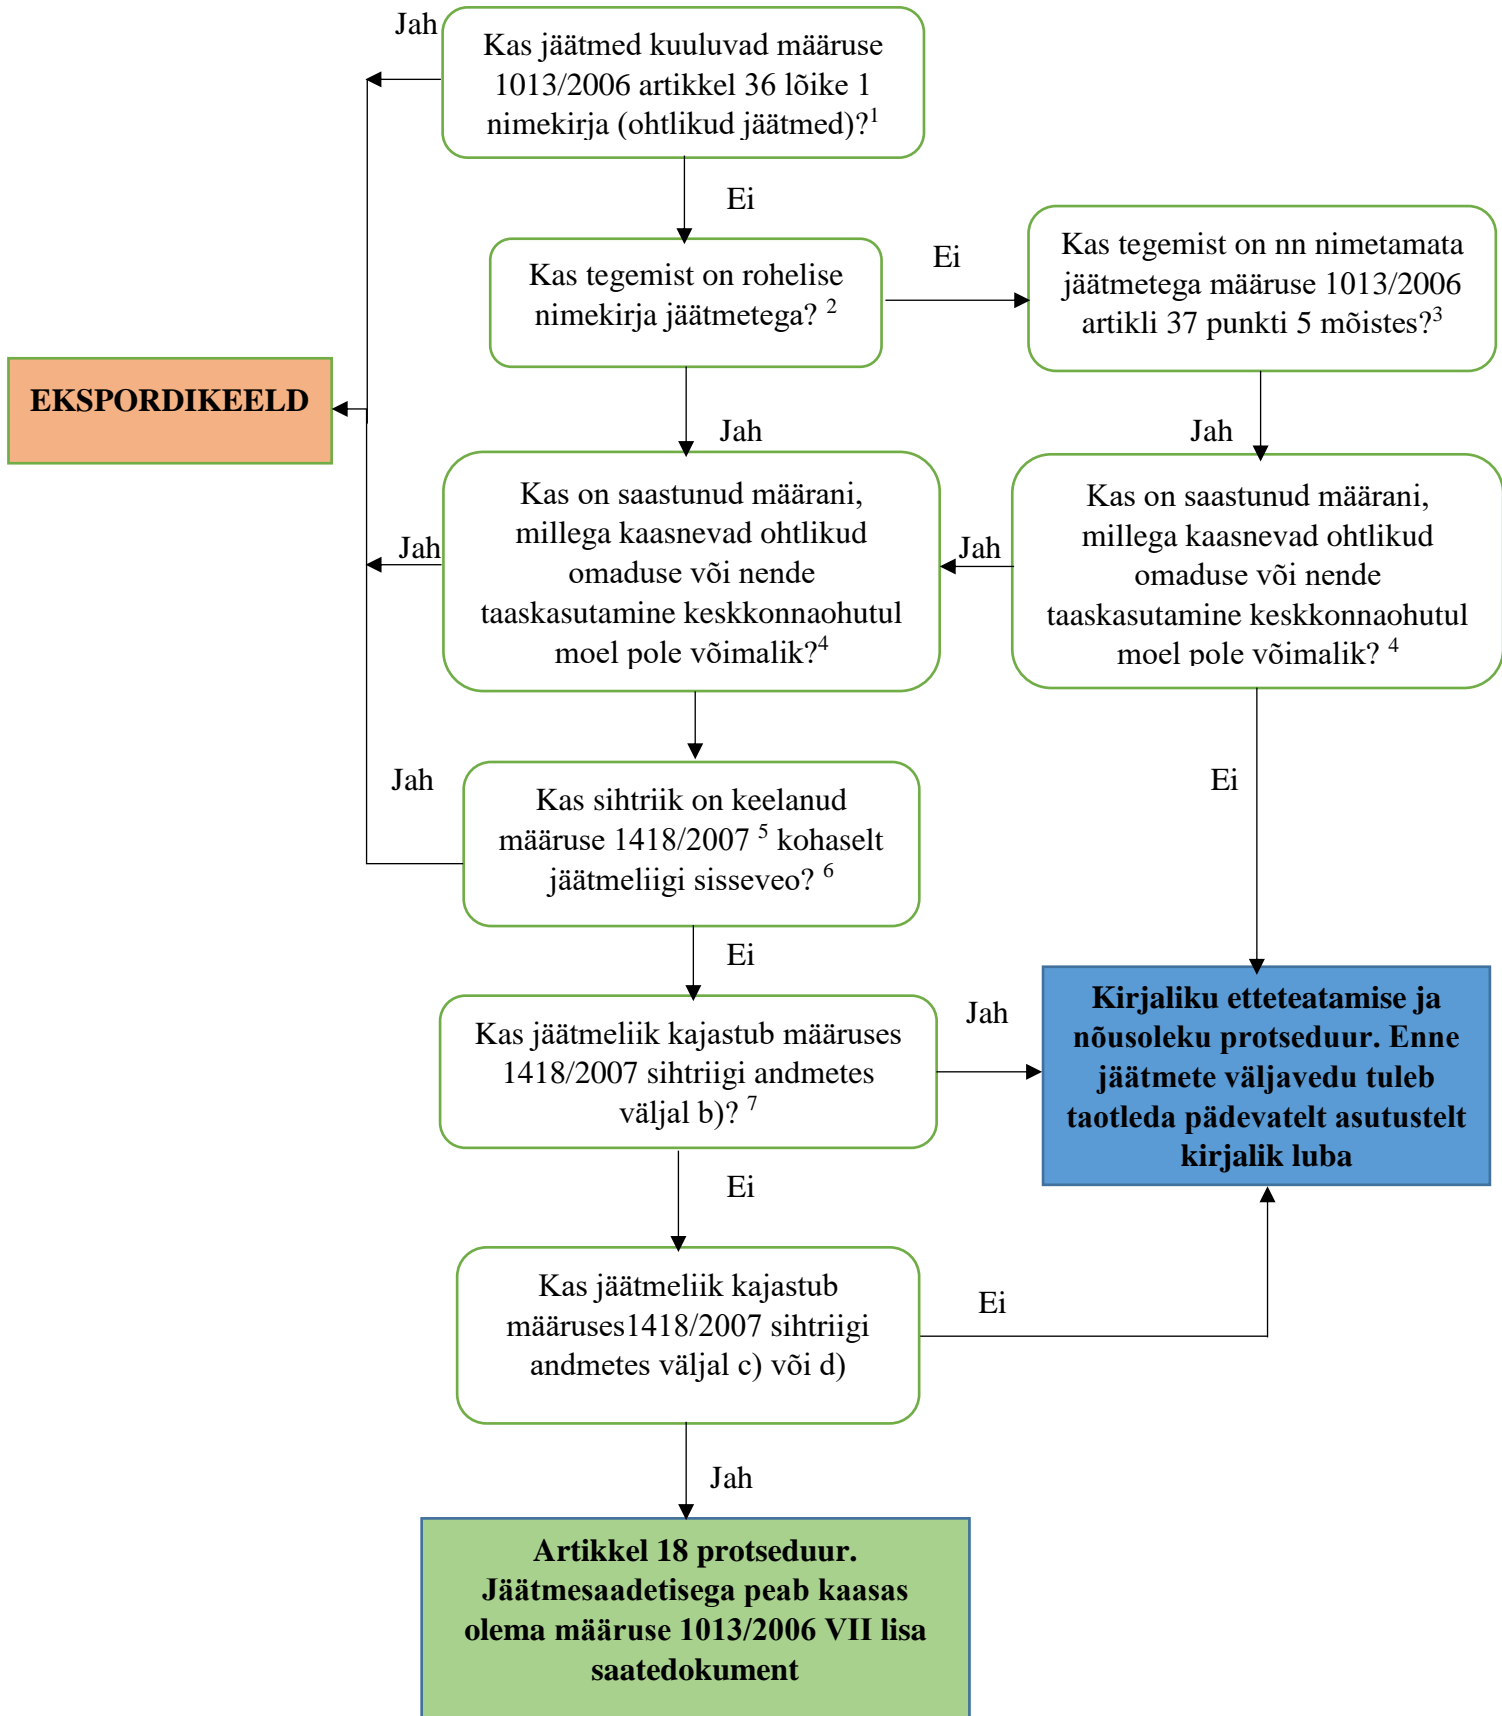 Jah
Kas jäätmed kuuluvad määruse
1013/2006 artikkel 36 lõike 1
nimekirja (ohtlikud jäätmed)?1
Ei
Kas tegemist on rohelise
nimekirja jäätmetega? 2
Ei
Kas tegemist on nn nimetamata
jäätmetega määruse 1013/2006
artikli 37 punkti 5 mõistes?3
EKSPORDIKEELD
Jah
Jah
Jah
Kas on saastunud määrani,
millega kaasnevad ohtlikud
omaduse või nende
taaskasutamine keskkonnaohutul
moel pole võimalik?4
Jah
Kas on saastunud määrani,
millega kaasnevad ohtlikud
omaduse või nende
taaskasutamine keskkonnaohutul
moel pole võimalik? 4
Jah
Kas sihtriik on keelanud
määruse 1418/2007 5 kohaselt
jäätmeliigi sisseveo? 6
Ei
Ei
Kas jäätmeliik kajastub määruses
1418/2007 sihtriigi andmetes
väljal b)? 7
Jah
Kirjaliku etteteatamise ja
nõusoleku protseduur. Enne
jäätmete väljavedu tuleb
taotleda pädevatelt asutustelt
kirjalik luba
Ei
Kas jäätmeliik kajastub
määruses1418/2007 sihtriigi
andmetes väljal c) või d)
Ei
Jah
Artikkel 18 protseduur.
Jäätmesaadetisega peab kaasas
olema määruse 1013/2006 VII lisa
saatedokument